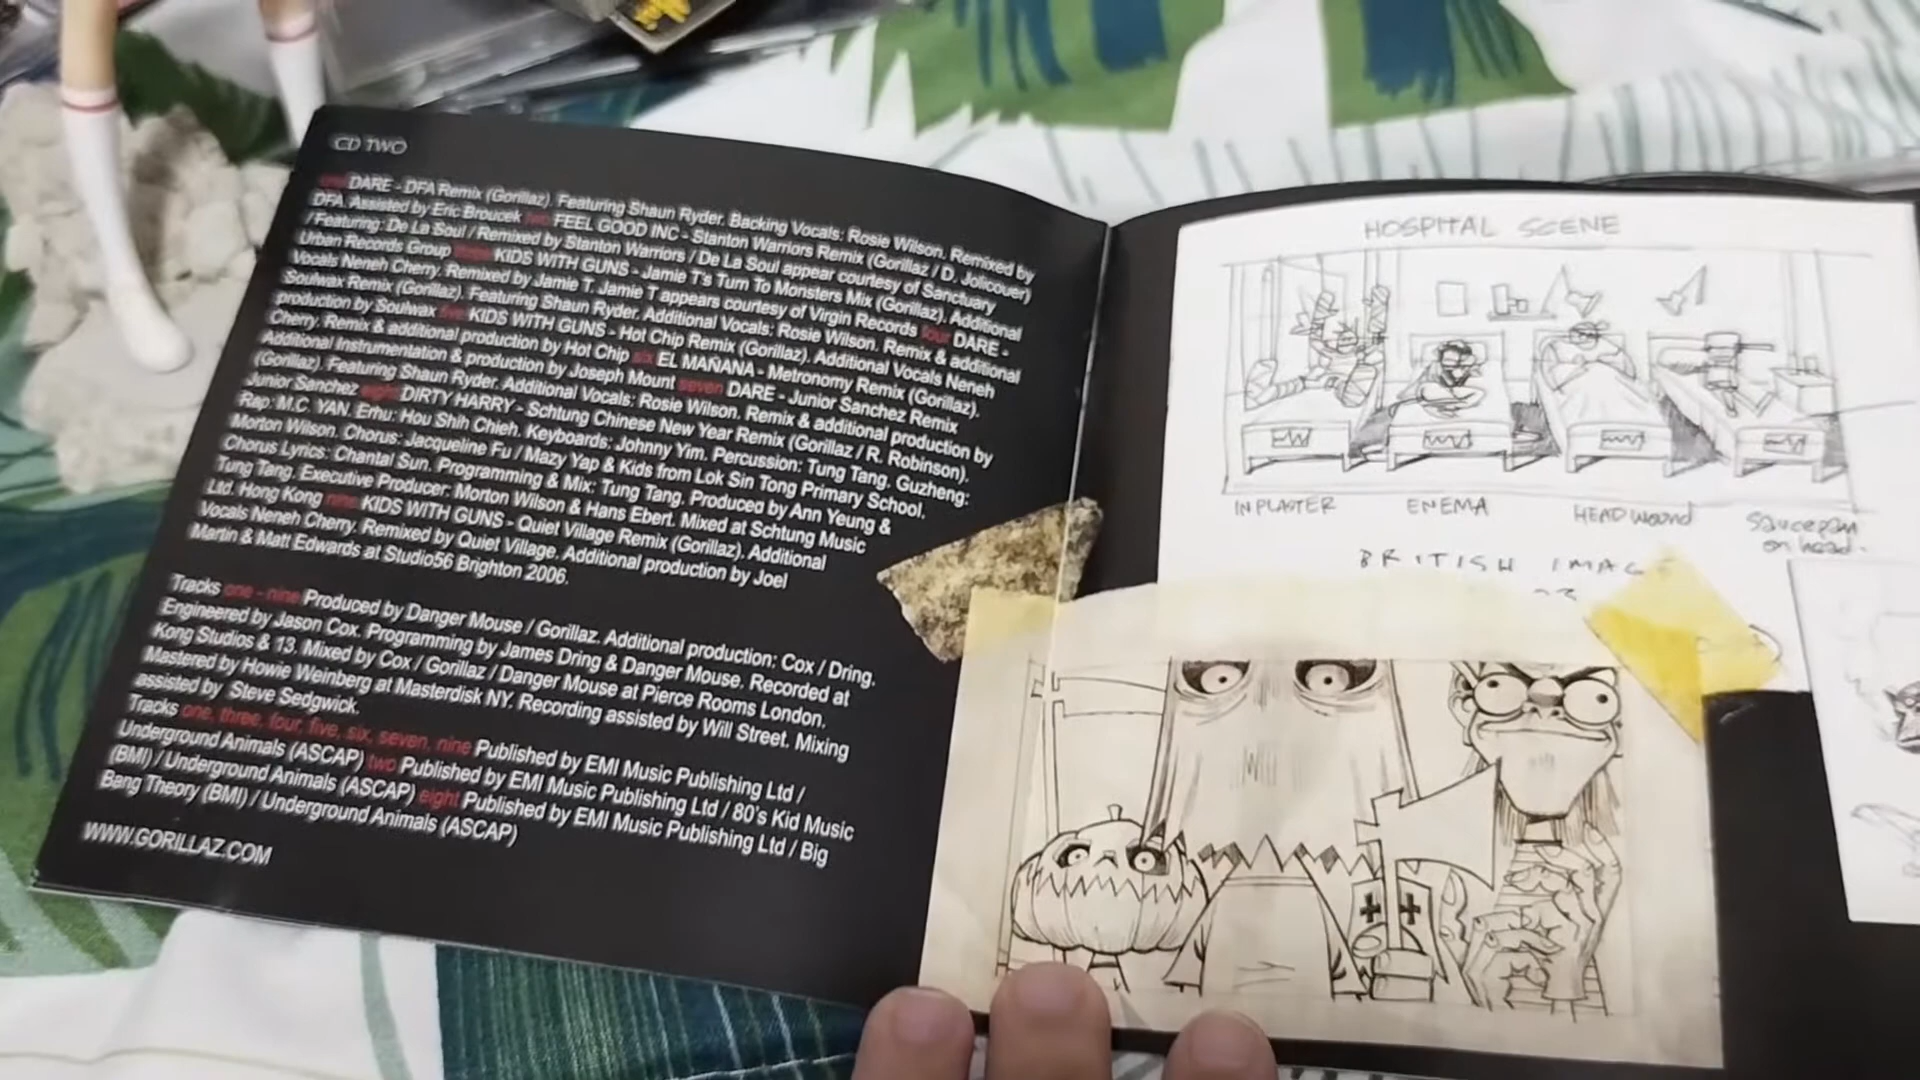 CD TWO
one DARE - DFA Remix (Gorillaz). Featuring Shaun Ryder. Backing Vocals: Rosie Wilson. Remixed by
DFA. Assisted by Eric Broucek two FEEL GOOD INC - Stanton Warriors Remix (Gorillaz / D. Jolicouer)
/ Featuring: De La Soul / Remixed by Stanton Warriors / De La Soul appear courtesy of Sanctuary
Urban Records Group three KIDS WITH GUNS - Jamie T's Turn To Monsters Mix (Gorillaz). Additional
Vocals Neneh Cherry. Remixed by Jamie T. Jamie T appears courtesy of Virgin Records four DARE -
Soulwax Remix (Gorillaz). Featuring Shaun Ryder. Additional Vocals: Rosie Wilson. Remix & additional
production by Soulwax five KIDS WITH GUNS - Hot Chip Remix (Gorillaz). Additional Vocals Neneh
Cherry. Remix & additional production by Hot Chip six EL MAÑANA - Metronomy Remix (Gorillaz).
Additional Instrumentation & production by Joseph Mount seven DARE - Junior Sanchez Remix
(Gorillaz). Featuring Shaun Ryder. Additional Vocals: Rosie Wilson. Remix & additional production by
Junior Sanchez eight DIRTY HARRY - Schtung Chinese New Year Remix (Gorillaz / R. Robinson).
Rap: M.C. YAN. Erhu: Hou Shih Chieh. Keyboards: Johnny Yim. Percussion: Tung Tang. Guzheng:
Morton Wilson. Chorus: Jacqueline Fu / Mazy Yap & Kids from Lok Sin Tong Primary School.
Chorus Lyrics: Chantal Sun. Programming & Mix: Tung Tang. Produced by Ann Yeung &
Tung Tang. Executive Producer: Morton Wilson & Hans Ebert. Mixed at Schtung Music
Ltd. Hong Kong nine KIDS WITH GUNS - Quiet Village Remix (Gorillaz). Additional
Vocals Neneh Cherry. Remixed by Quiet Village. Additional production by Joel
Martin & Matt Edwards at Studio56 Brighton 2006.
Tracks one - nine Produced by Danger Mouse / Gorillaz. Additional production: Cox / Dring.
Engineered by Jason Cox. Programming by James Dring & Danger Mouse. Recorded at
Kong Studios & 13. Mixed by Cox / Gorillaz / Danger Mouse at Pierce Rooms London.
Mastered by Howie Weinberg at Masterdisk NY. Recording assisted by Will Street. Mixing
assisted by Steve Sedgwick.
Tracks one, three, four, five, six, seven, nine Published by EMI Music Publishing Ltd /
Underground Animals (ASCAP) two Published by EMI Music Publishing Ltd / 80's Kid Music
(BMI) / Underground Animals (ASCAP) eight Published by EMI Music Publishing Ltd / Big
Bang Theory (BMI) / Underground Animals (ASCAP)
WWW.GORILLAZ.COM
HOSPITAL SCENE
IN PLASTER
ENEMA
HEAD wound
Saucepan
on head.
BRITISH